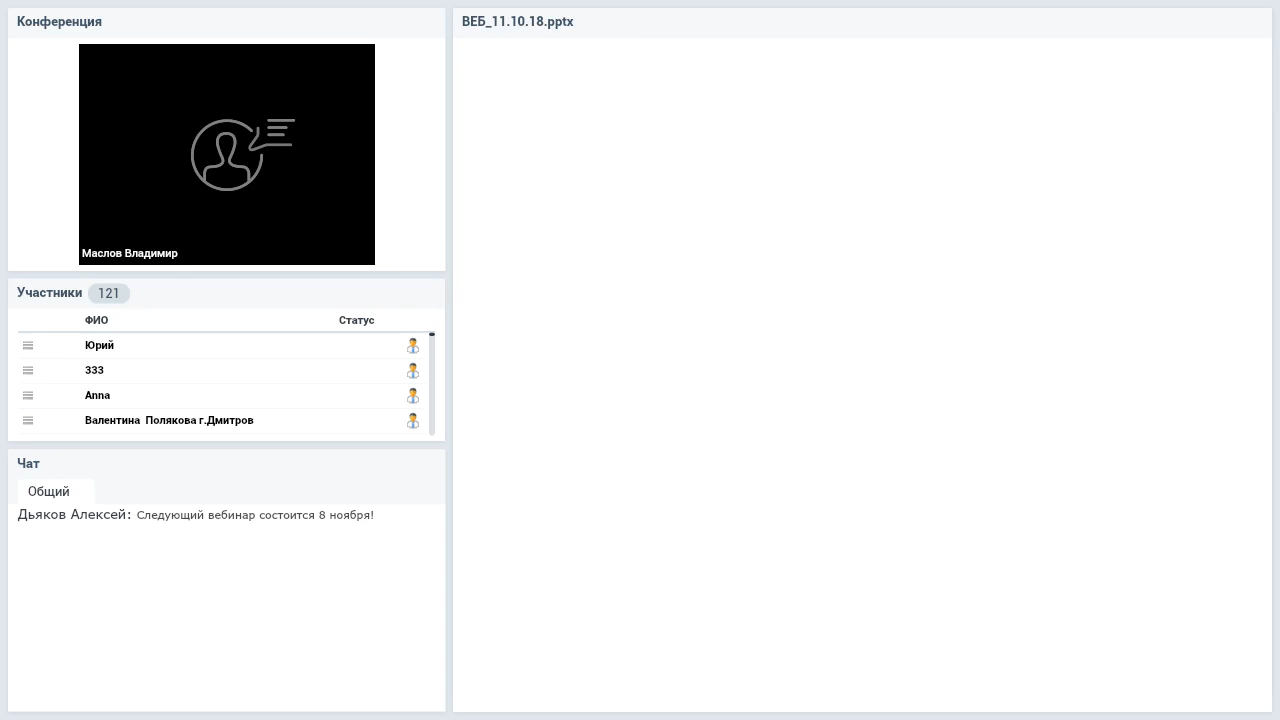 Конференция
Маслов Владимир
Участники 121
ФИО Статус
Юрий
333
Anna
Валентина Полякова г.Дмитров
Чат
Общий
Дьяков Алексей: Следующий вебинар состоится 8 ноября!
ВЕБ_11.10.18.pptx